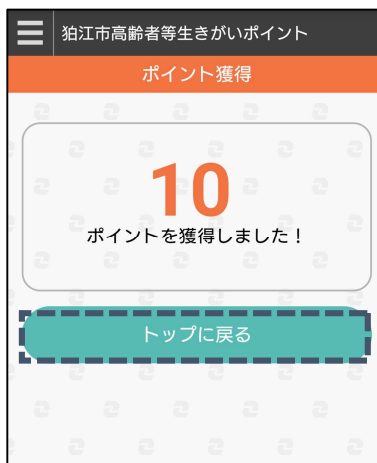 狛江市高齢者等生きがいポイント
ポイント獲得
10
ポイントを獲得しました！
トップに戻る